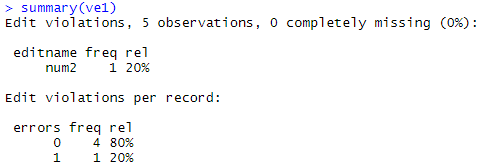 > summary(ve1)
Edit violations, 5 observations, 0 completely missing (0%):
editname freq rel
num2 1 20%
Edit violations per record:
errors freq rel
0 4 80%
1 1 20%